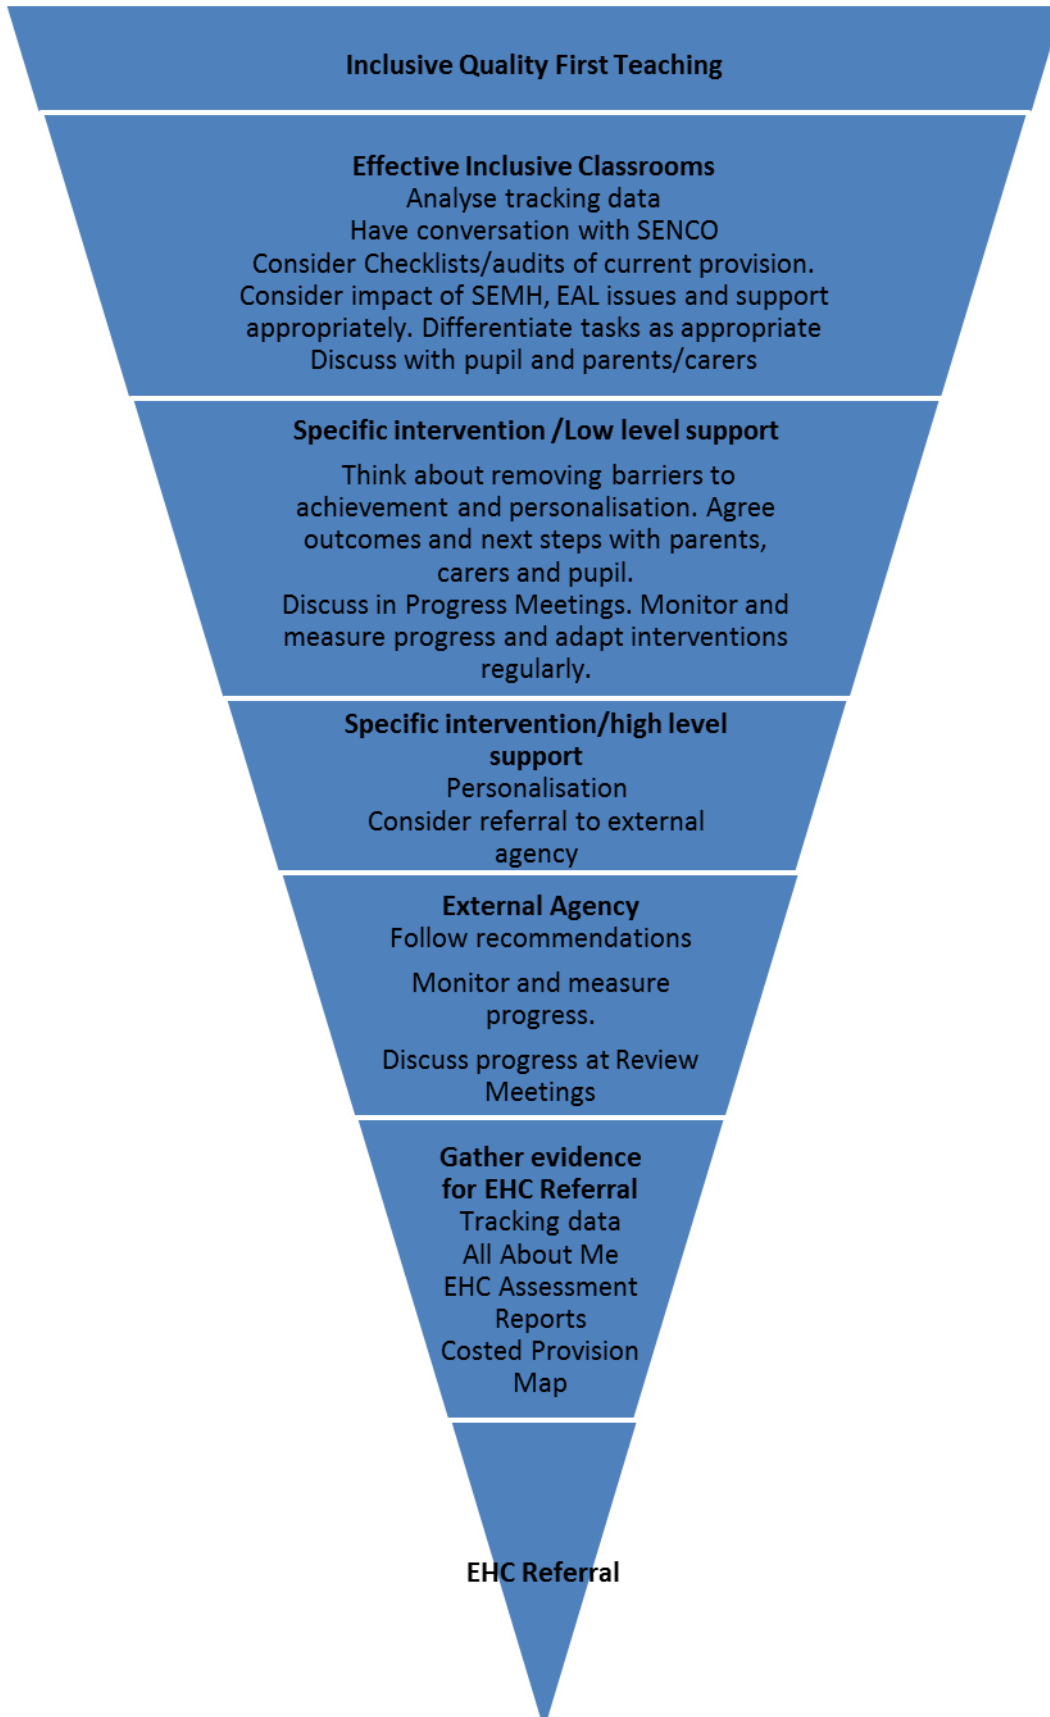 Inclusive Quality First Teaching
Effective Inclusive Classrooms
Analyse tracking data
Have conversation with SENCO
Consider Checklists/audits of current provision.
Consider impact of SEMH, EAL issues and support
appropriately. Differentiate tasks as appropriate
Discuss with pupil and parents/carers
Specific intervention /Low level support
Think about removing barriers to
achievement and personalisation. Agree
outcomes and next steps with parents,
carers and pupil.
Discuss in Progress Meetings. Monitor and
measure progress and adapt interventions
regularly.
Specific intervention/high level
support
Personalisation
Consider referral to external
agency
External Agency
Follow recommendations
Monitor and measure
progress.
Discuss progress at Review
Meetings
Gather evidence
for EHC Referral
Tracking data
All About Me
EHC Assessment
Reports
Costed Provision
Map
EHC Referral